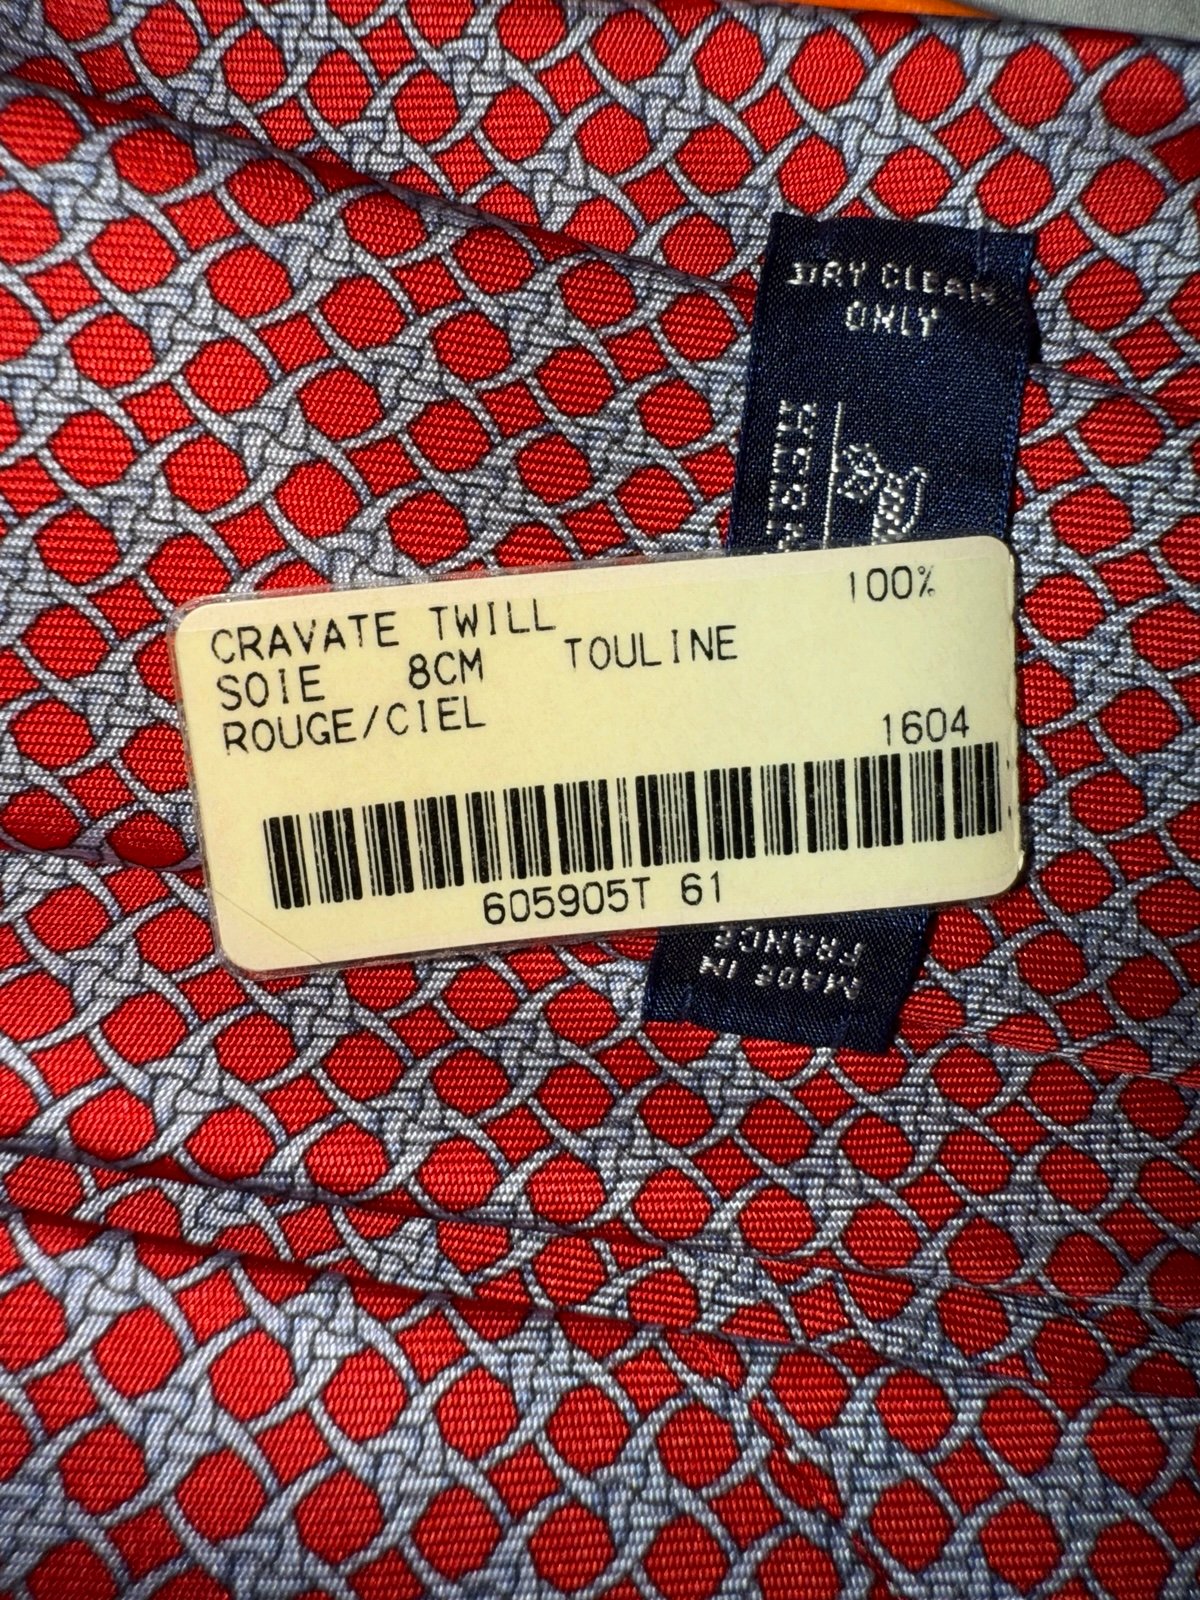 DRY CLEAN
ONLY
CRAVATE TWILL 100%
SOIE 8CM TOULINE
ROUGE/CIEL
1604
605905T 61
MADE IN
FRANCE